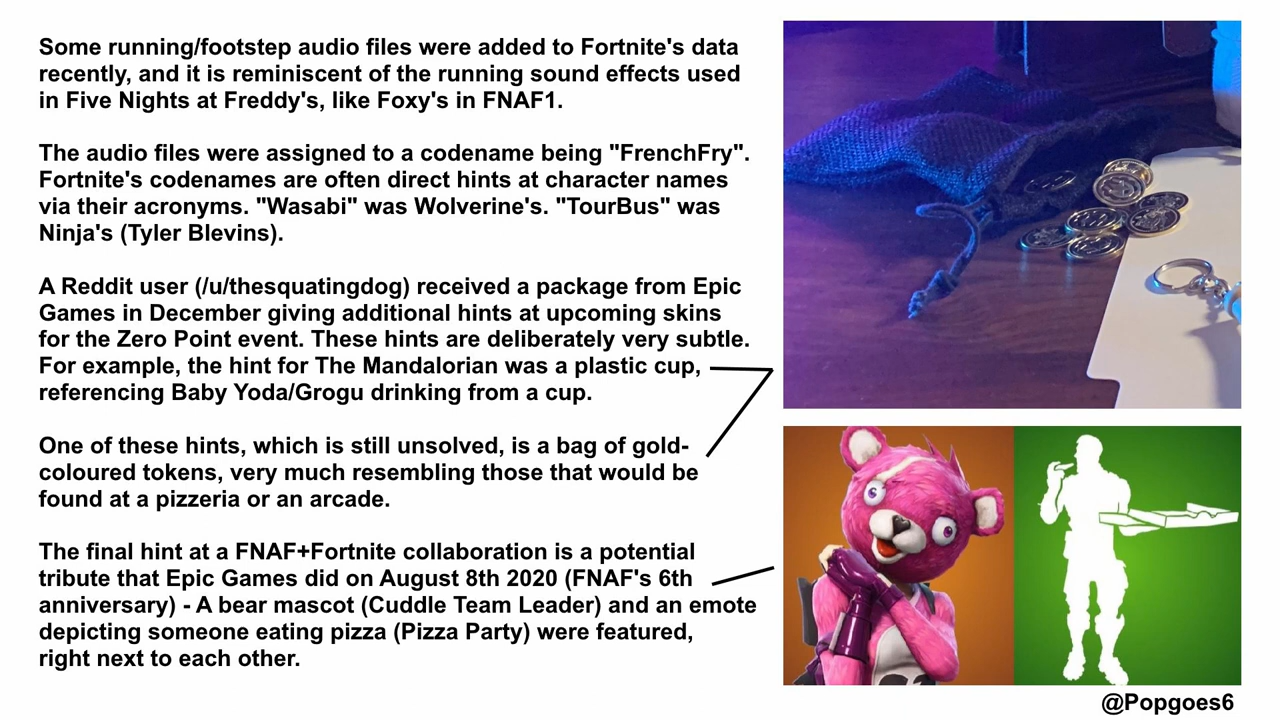 Some running/footstep audio files were added to Fortnite's data
recently, and it is reminiscent of the running sound effects used
in Five Nights at Freddy's, like Foxy's in FNAF1.
The audio files were assigned to a codename being "FrenchFry".
Fortnite's codenames are often direct hints at character names
via their acronyms. "Wasabi" was Wolverine's. "TourBus" was
Ninja's (Tyler Blevins).
A Reddit user (/u/thesquatingdog) received a package from Epic
Games in December giving additional hints at upcoming skins
for the Zero Point event. These hints are deliberately very subtle.
For example, the hint for The Mandalorian was a plastic cup,
referencing Baby Yoda/Grogu drinking from a cup.
One of these hints, which is still unsolved, is a bag of gold-
coloured tokens, very much resembling those that would be
found at a pizzeria or an arcade.
The final hint at a FNAF+Fortnite collaboration is a potential
tribute that Epic Games did on August 8th 2020 (FNAF's 6th
anniversary) - A bear mascot (Cuddle Team Leader) and an emote
depicting someone eating pizza (Pizza Party) were featured,
right next to each other.
@Popgoes6